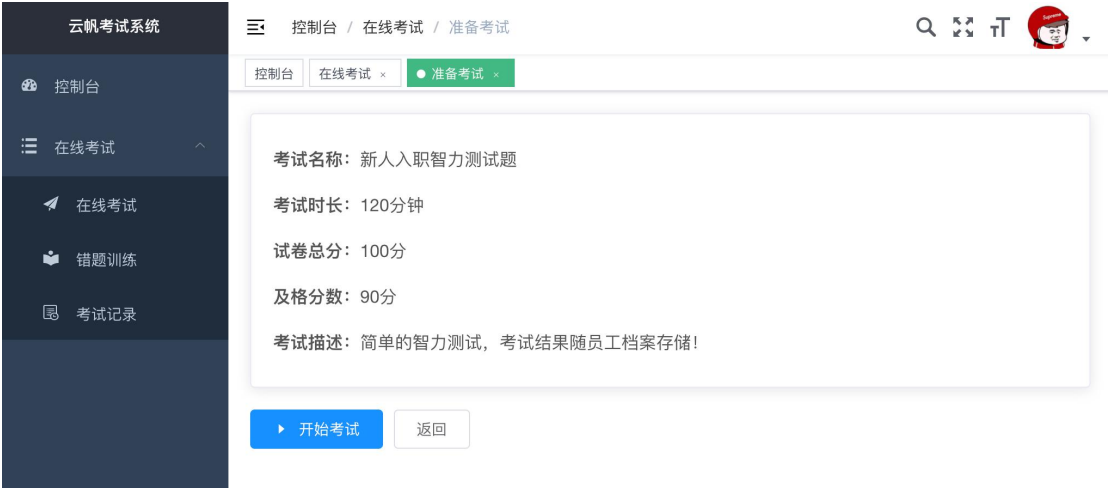 云帆考试系统
控制台 / 在线考试 / 准备考试
Supreme
控制台 在线考试 × 准备考试 ×
控制台
在线考试
在线考试
错题训练
考试记录
考试名称：新人入职智力测试题
考试时长：120分钟
试卷总分：100分
及格分数：90分
考试描述：简单的智力测试，考试结果随员工档案存储！
开始考试 返回